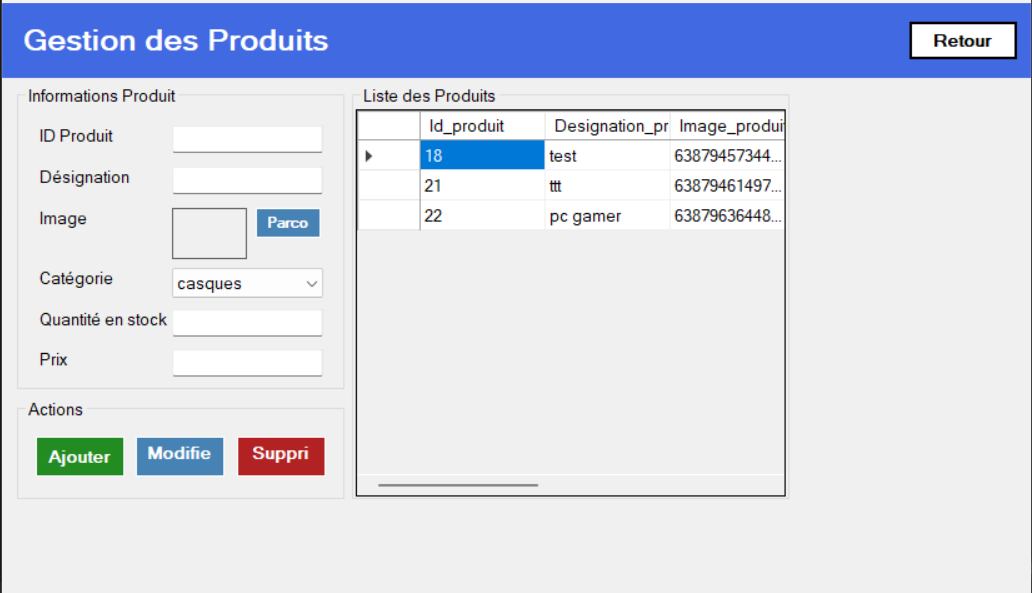 Gestion des Produits
Retour
Informations Produit
ID Produit
Désignation
Image
Parco
Catégorie
casques
Quantité en stock
Prix
Actions
Ajouter
Modifie
Suppri
Liste des Produits
Id_produit Designation_pr Image_produi
18 test 63879457344...
21 ttt 63879461497...
22 pc gamer 63879636448...